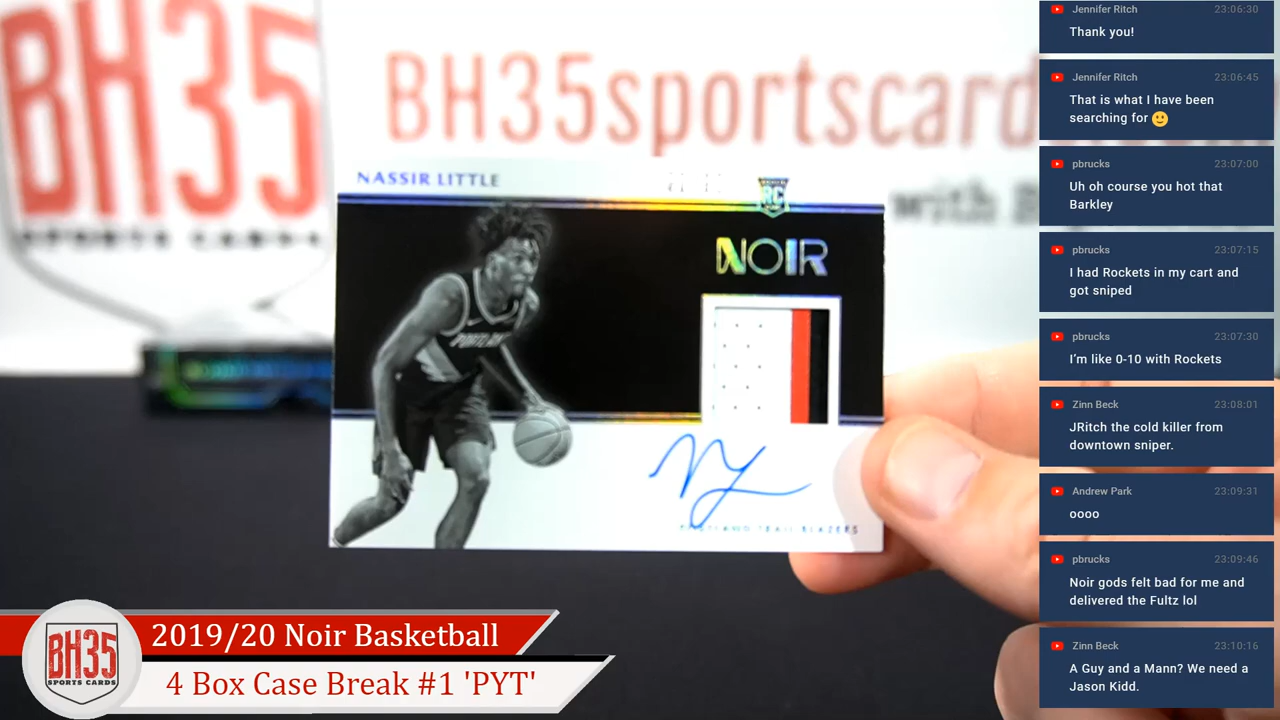 BH35
SPORTS CARDS
BH35sportscard
with
NASSIR LITTLE
RC
NOIR
PORTLAND
PORTLAND TRAIL BLAZERS
BH35
SPORTS CARDS
2019/20 Noir Basketball
4 Box Case Break #1 'PYT'
Jennifer Ritch 23:06:30
Thank you!
Jennifer Ritch 23:06:45
That is what I have been
searching for 🙂
pbrucks 23:07:00
Uh oh course you hot that
Barkley
pbrucks 23:07:15
I had Rockets in my cart and
got sniped
pbrucks 23:07:30
I'm like 0-10 with Rockets
Zinn Beck 23:08:01
JRitch the cold killer from
downtown sniper.
Andrew Park 23:09:31
oooo
pbrucks 23:09:46
Noir gods felt bad for me and
delivered the Fultz lol
Zinn Beck 23:10:16
A Guy and a Mann? We need a
Jason Kidd.